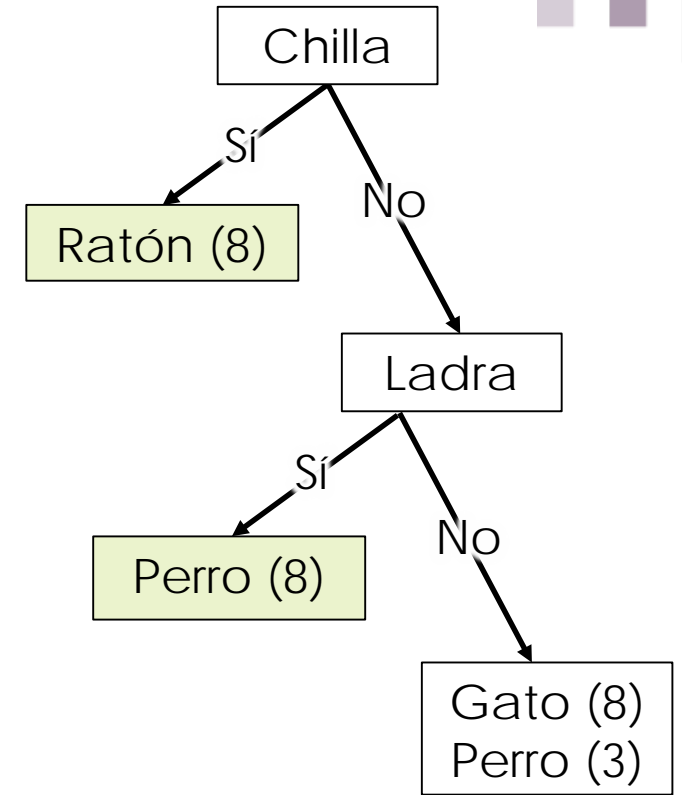 Chilla
Sí
No
Ratón (8)
Ladra
Sí
No
Perro (8)
Gato (8)
Perro (3)